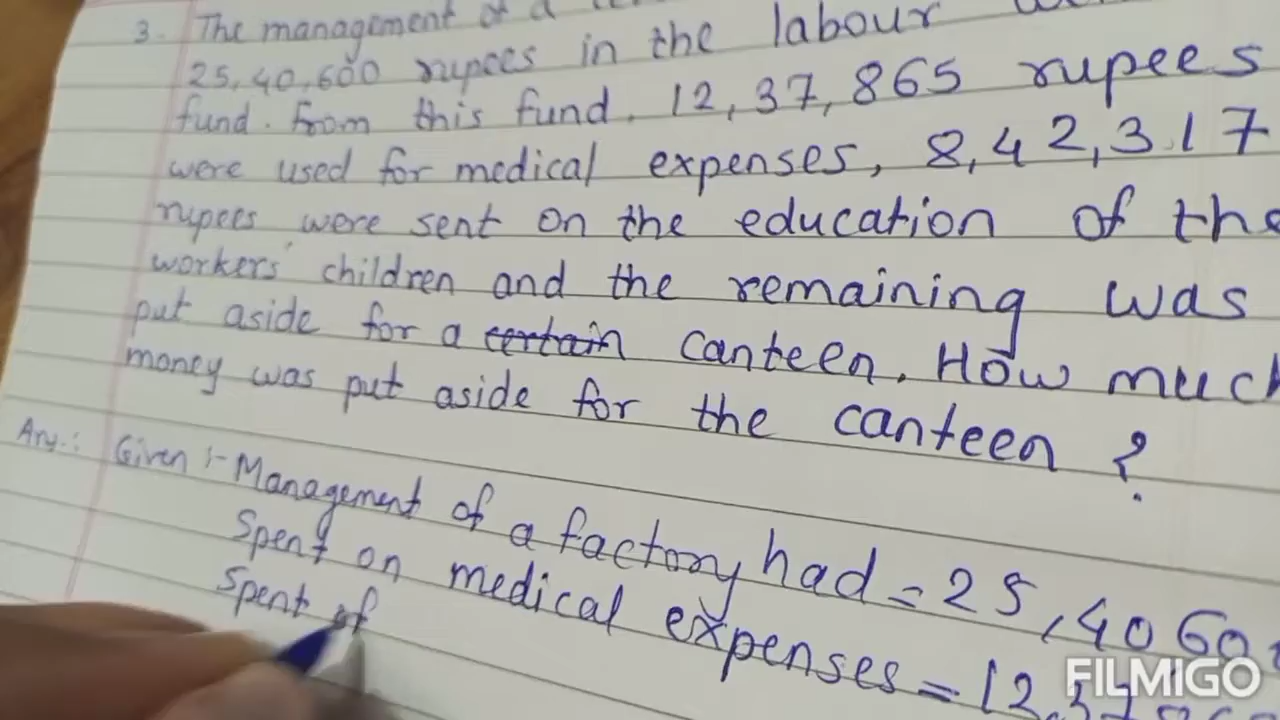 3. The management of a
25,40,600 rupees in the labour
fund. From this fund. 12,37,865 rupees
were used for medical expenses, 8,42,317
rupees were sent on the education of the
workers' children and the remaining was
put aside for a certain canteen. How much
money was put aside for the canteen ?
Ans.: Given :- Management of a factory had = 25,4060
Spent on medical expenses = 12,37
Spent of
FILMIGO